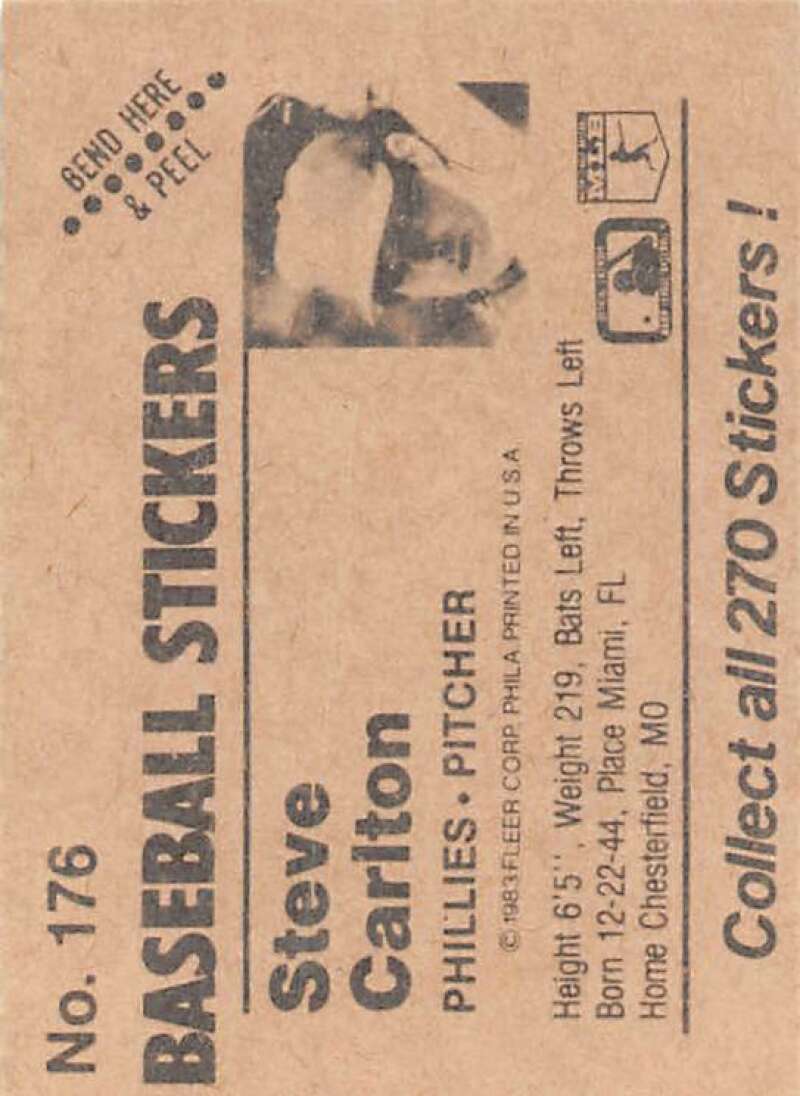 No. 176
BEND HERE
& PEEL
BASEBALL STICKERS
Steve
Carlton
PHILLIES • PITCHER
© 1983 FLEER CORP. PHILA PRINTED IN U S A
Height 6'5'', Weight 219, Bats Left, Throws Left
Born 12-22-44, Place Miami, FL
Home Chesterfield, MO
Collect all 270 Stickers !